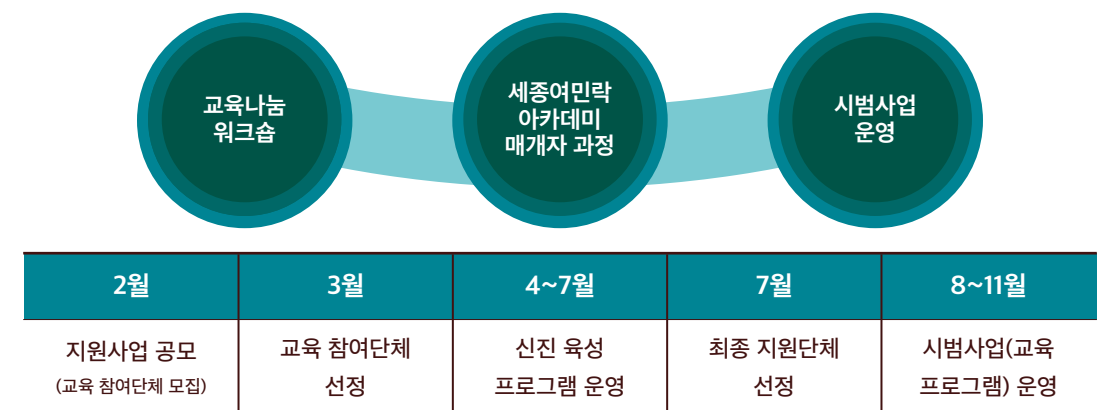 교육나눔
워크숍
세종여민락
아카데미
매개자 과정
시범사업
운영
2월
3월
4~7월
7월
8~11월
지원사업 공모
(교육 참여단체 모집)
교육 참여단체
선정
신진 육성
프로그램 운영
최종 지원단체
선정
시범사업(교육
프로그램) 운영